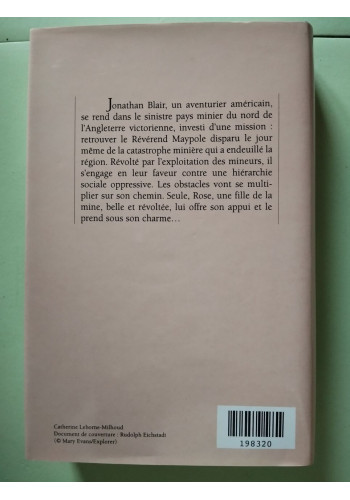 Jonathan Blair, un aventurier américain,
se rend dans le sinistre pays minier du nord de
l'Angleterre victorienne, investi d'une mission :
retrouver le Révérend Maypole disparu le jour
même de la catastrophe minière qui a endeuillé la
région. Révolté par l'exploitation des mineurs, il
s'engage en leur faveur contre une hiérarchie
sociale oppressive. Les obstacles vont se multi-
plier sur son chemin. Seule, Rose, une fille de la
mine, belle et révoltée, lui offre son appui et le
prend sous son charme…
Catherine Leborne-Milhoud
Document de couverture : Rudolph Eichstadt
(© Mary Evans/Explorer)
198320